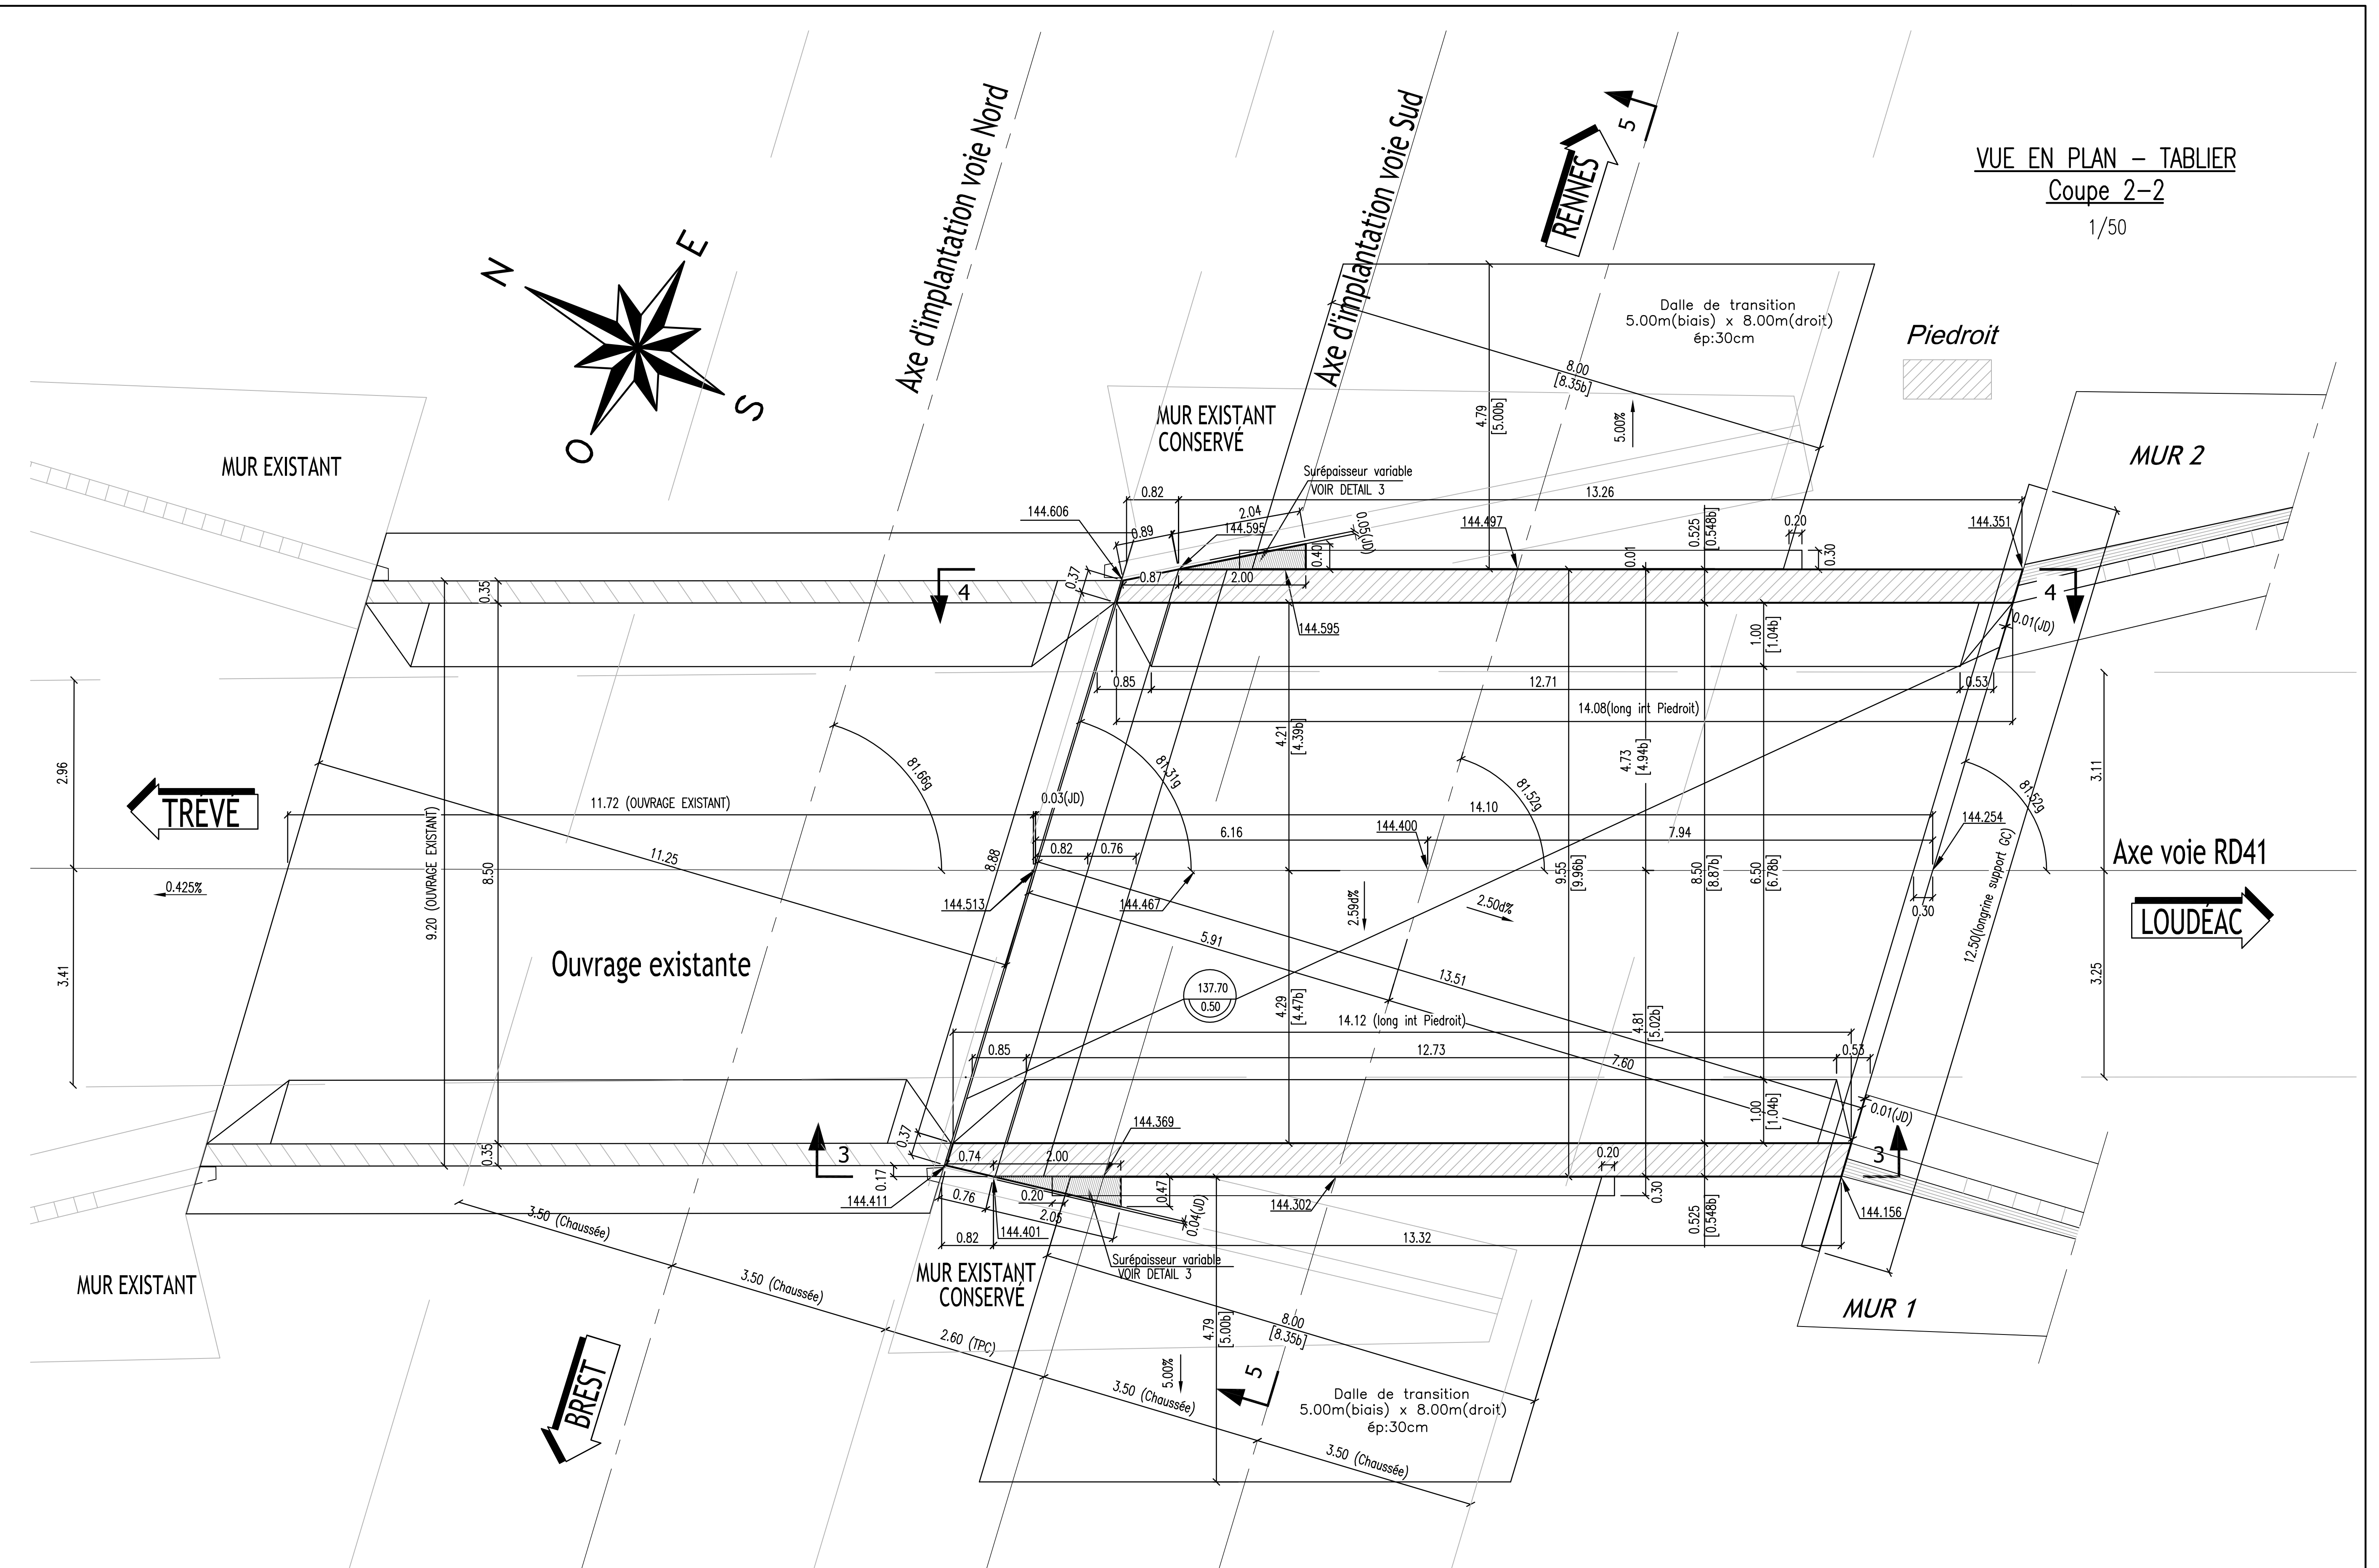 VUE EN PLAN – TABLIER
Coupe 2–2
1/50
N
E
S
O
Axe d'implantation voie Nord
Axe d'implantation voie Sud
RENNES
5
Dalle de transition
5.00m(biais) x 8.00m(droit)
ép:30cm
Piedroit
8.00
[8.35b]
4.79
[5.00b]
5.00%
MUR EXISTANT
CONSERVÉ
MUR EXISTANT
MUR 2
Surépaisseur variable
VOIR DETAIL 3
0.82
13.26
144.606
2.04
0.89
144.595
0.05(JD)
144.497
0.525
[0.548b]
0.20
144.351
0.40
0.01
0.30
0.37
0.87
2.00
0.35
4
4
144.595
1.00
[1.04b]
0.01(JD)
0.85
12.71
0.53
14.08(long int Piedroit)
4.21
[4.39b]
4.73
[4.94b]
2.96
3.11
81.66g
81.31g
81.52g
81.52g
TRÉVÉ
11.72 (OUVRAGE EXISTANT)
0.03(JD)
14.10
6.16
144.400
7.94
144.254
0.82
0.76
11.25
8.88
9.20 (OUVRAGE EXISTANT)
8.50
9.55
[9.96b]
8.50
[8.87b]
6.50
[6.78b]
Axe voie RD41
0.425%
144.513
144.467
2.59d%
2.50d%
0.30
12.50(longrine support GC)
LOUDÉAC
Ouvrage existante
5.91
13.51
3.41
3.25
137.70
0.50
4.29
[4.47b]
14.12 (long int Piedroit)
4.81
[5.02b]
0.85
12.73
0.53
7.60
1.00
[1.04b]
0.01(JD)
0.37
144.369
0.35
3
0.74
2.00
3
0.17
0.20
144.411
0.76
0.20
0.47
2.05
0.04(JD)
144.302
0.30
0.525
[0.548b]
144.156
0.82
144.401
13.32
3.50 (Chaussée)
Surépaisseur variable
VOIR DETAIL 3
MUR EXISTANT
CONSERVÉ
MUR EXISTANT
3.50 (Chaussée)
MUR 1
2.60 (TPC)
4.79
[5.00b]
8.00
[8.35b]
5.00%
5
3.50 (Chaussée)
BREST
Dalle de transition
5.00m(biais) x 8.00m(droit)
ép:30cm
3.50 (Chaussée)